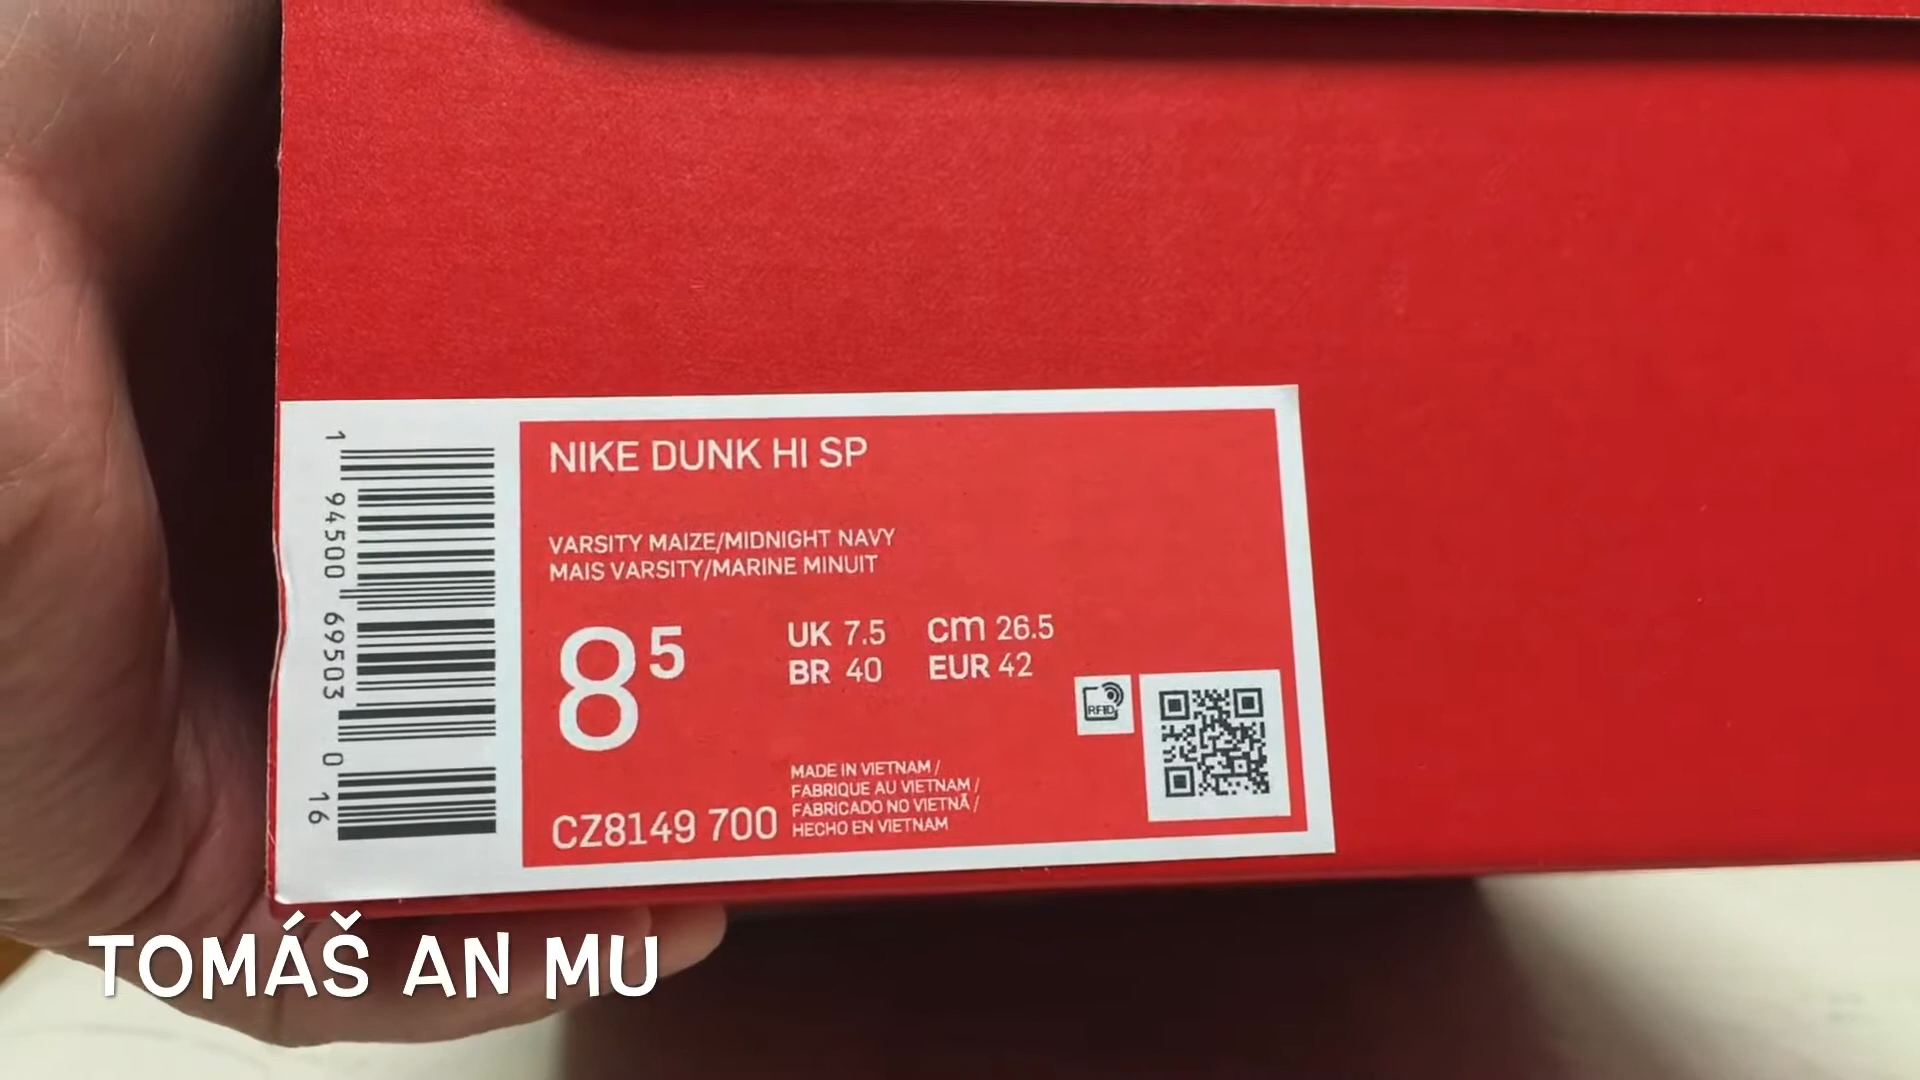 NIKE DUNK HI SP
VARSITY MAIZE/MIDNIGHT NAVY
MAIS VARSITY/MARINE MINUIT
8 5
UK 7.5 cm 26.5
BR 40 EUR 42
RFID
MADE IN VIETNAM /
FABRIQUE AU VIETNAM /
FABRICADO NO VIETNÃ /
HECHO EN VIETNAM
CZ8149 700
1 94500 69503 0 16
TOMÁŠ AN MU